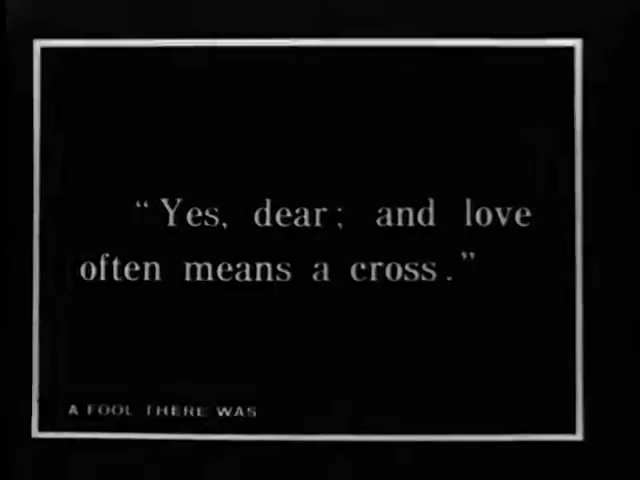 “Yes, dear; and love
often means a cross.”
A FOOL THERE WAS